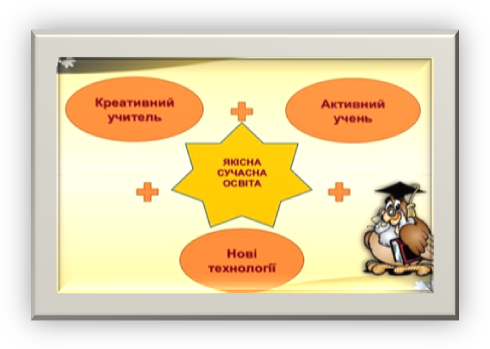 Креативний
учитель
Активний
учень
ЯКІСНА
СУЧАСНА
ОСВІТА
Нові
технології